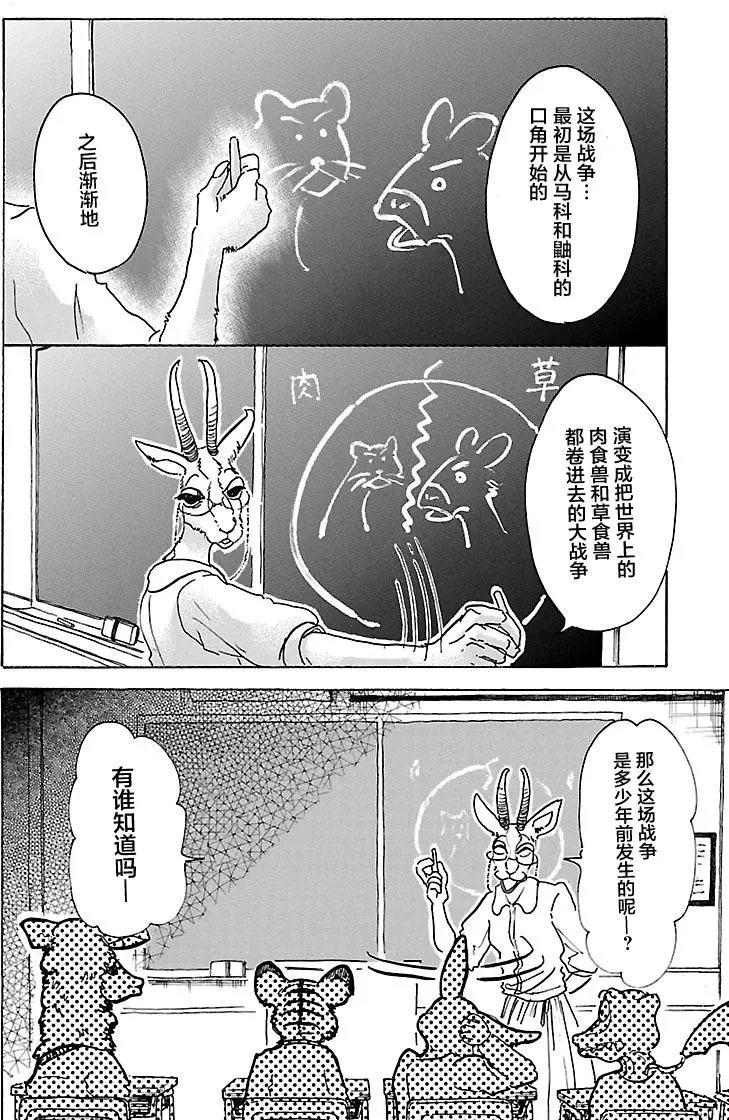 这场战争…
最初是从马科和鼬科的
口角开始的
之后渐渐地
草
肉
演变成把世界上的
肉食兽和草食兽
都卷进去的大战争
那么这场战争
是多少年前发生的呢—?
有谁知道吗—